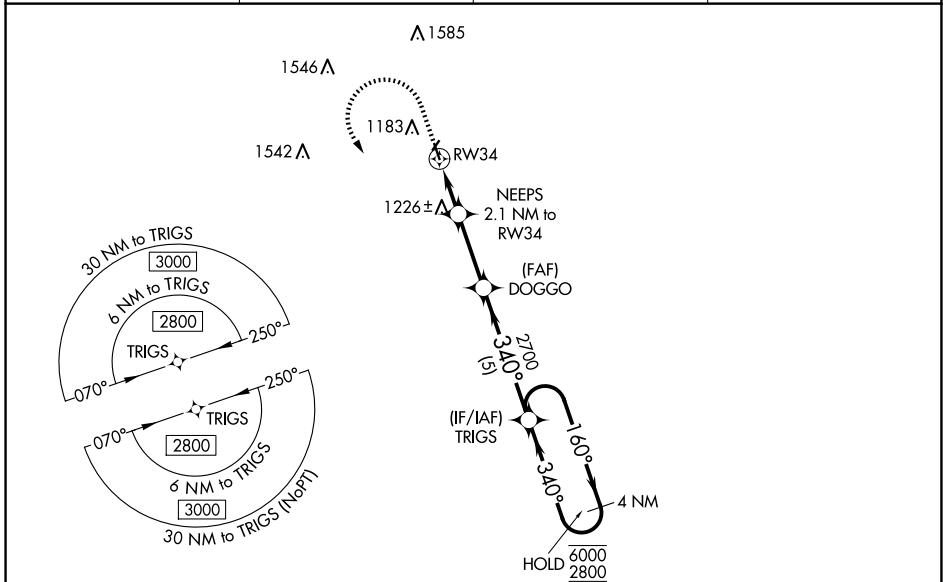 1585
1546
1183
1542
RW34
1226±
NEEPS
2.1 NM to
RW34
(FAF)
DOGGO
2700
340°
(5)
(IF/IAF)
TRIGS
160°
340°
4 NM
HOLD
6000
2800
30 NM to TRIGS
3000
6 NM to TRIGS
2800
TRIGS
250°
070°
250°
TRIGS
070°
2800
6 NM to TRIGS
3000
30 NM to TRIGS (NoPT)